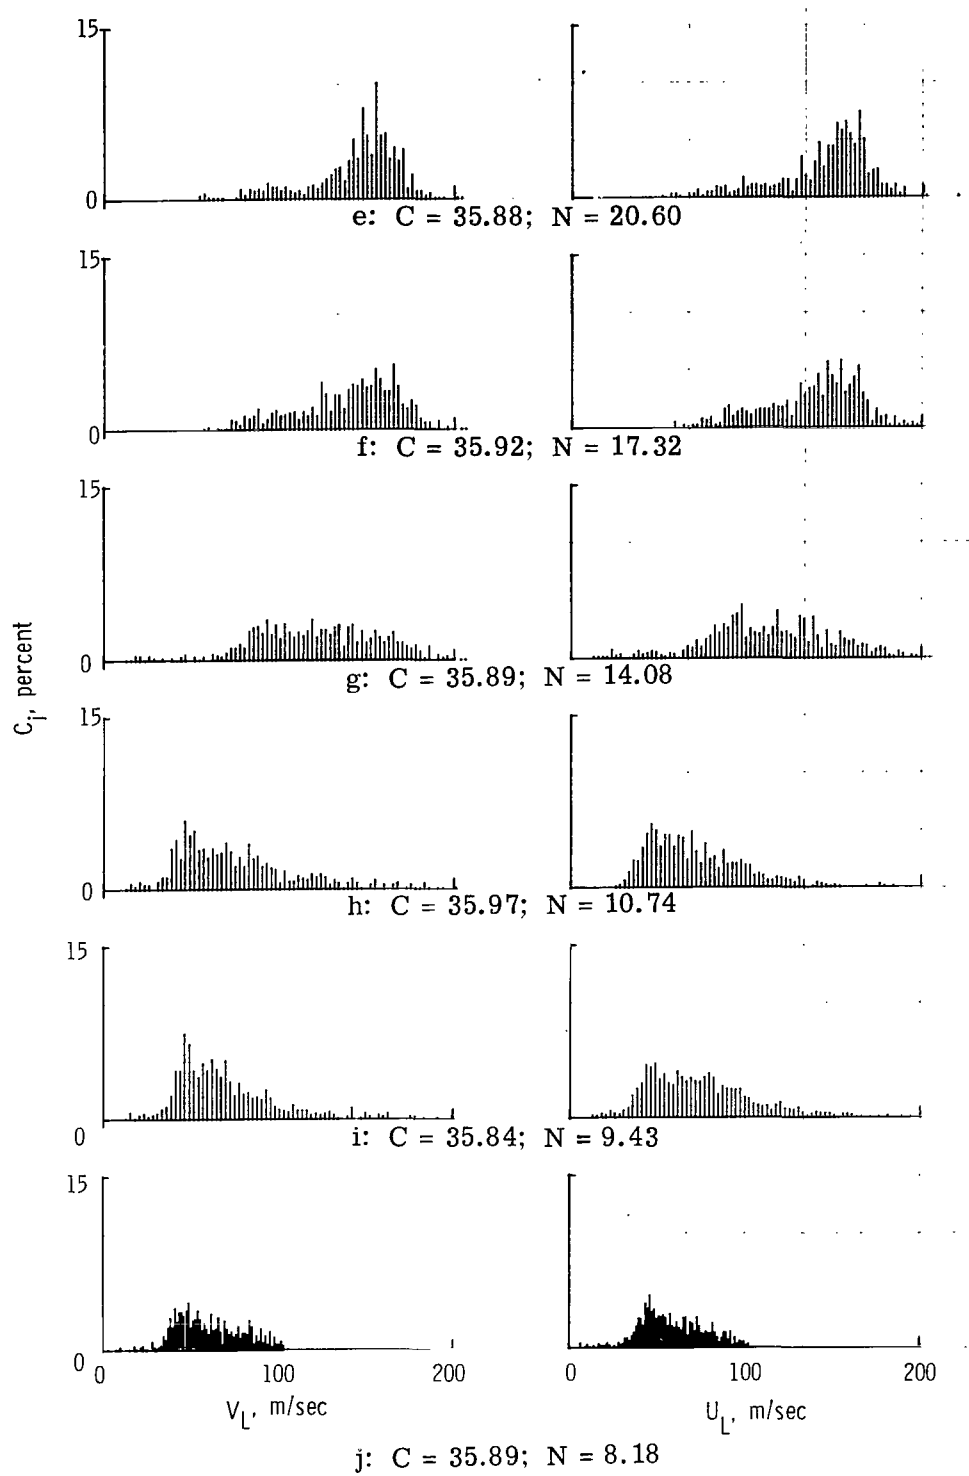 15
0
e: C = 35.88; N = 20.60
15
0
f: C = 35.92; N = 17.32
15
0
g: C = 35.89; N = 14.08
C_j, percent
15
0
h: C = 35.97; N = 10.74
15
0
i: C = 35.84; N = 9.43
15
0
0 100 200 0 100 200
V_L, m/sec U_L, m/sec
j: C = 35.89; N = 8.18